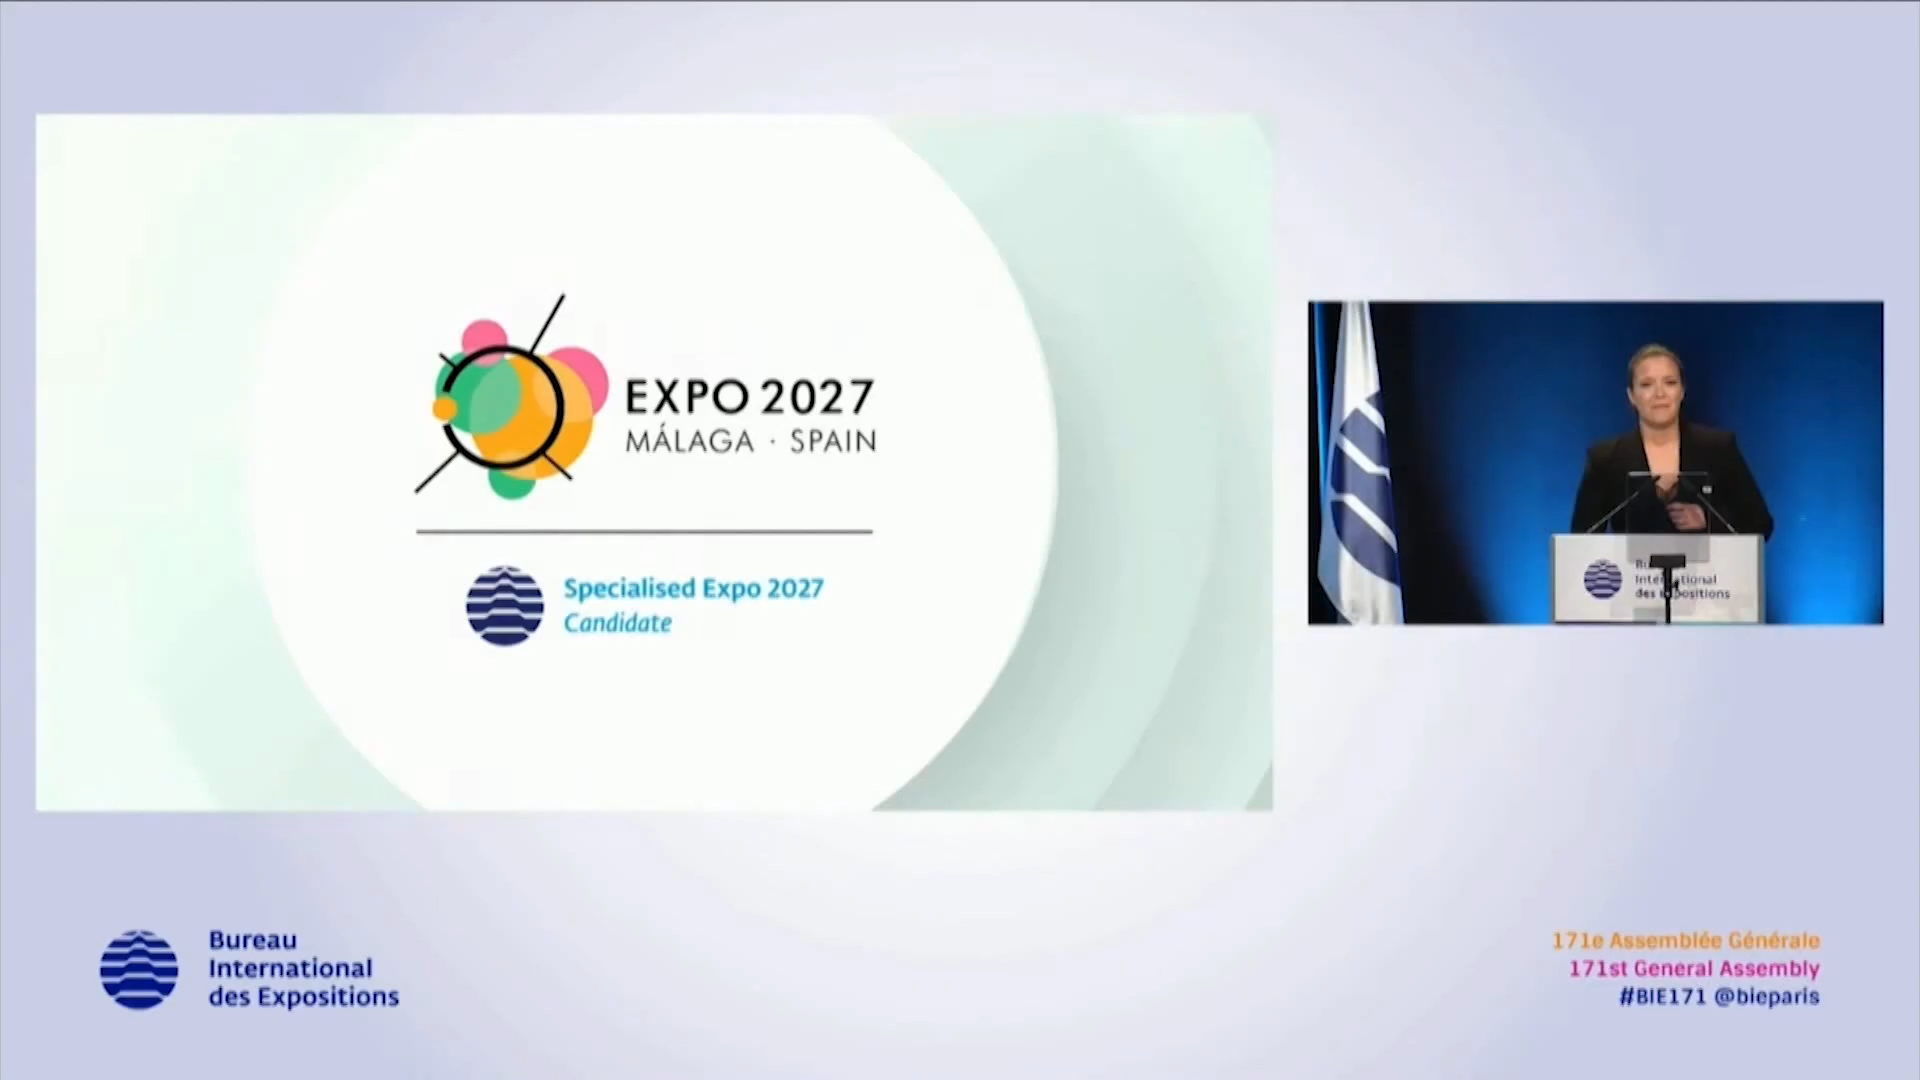 EXPO 2027
MÁLAGA · SPAIN
Specialised Expo 2027
Candidate
Bureau
International
des Expositions
171e Assemblée Générale
171st General Assembly
#BIE171 @bieparis